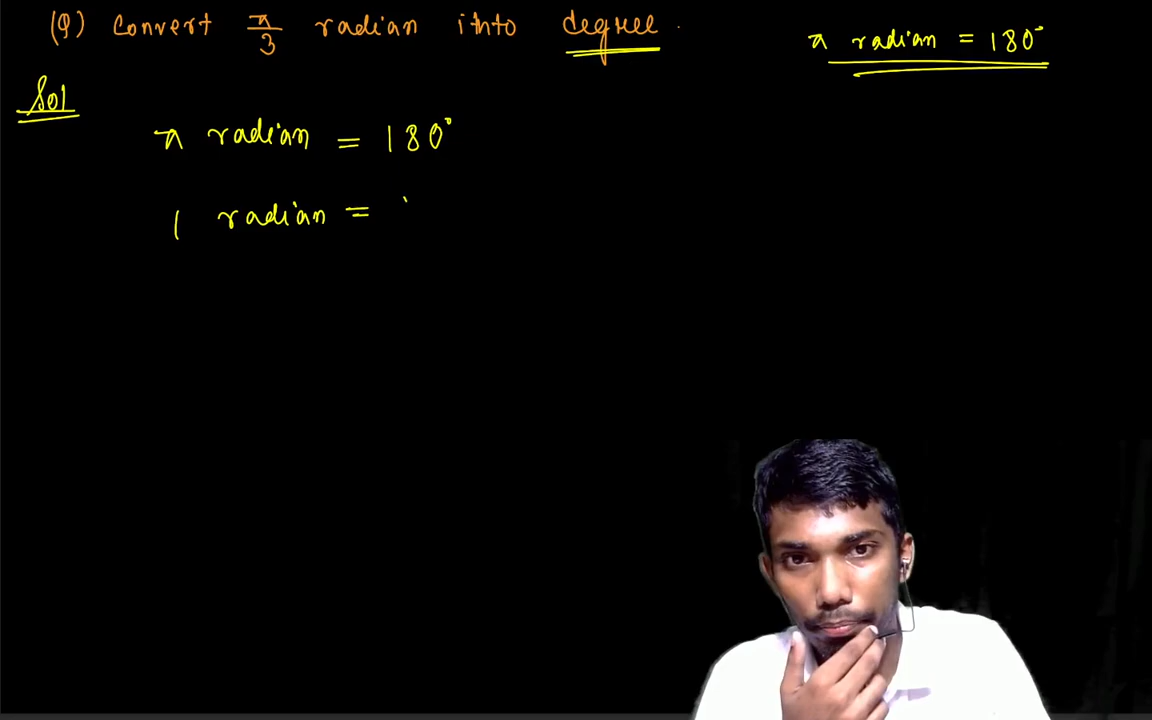 (Q) Convert π/3 radian into degree.
π radian = 180°
Sol
π radian = 180°
1 radian =